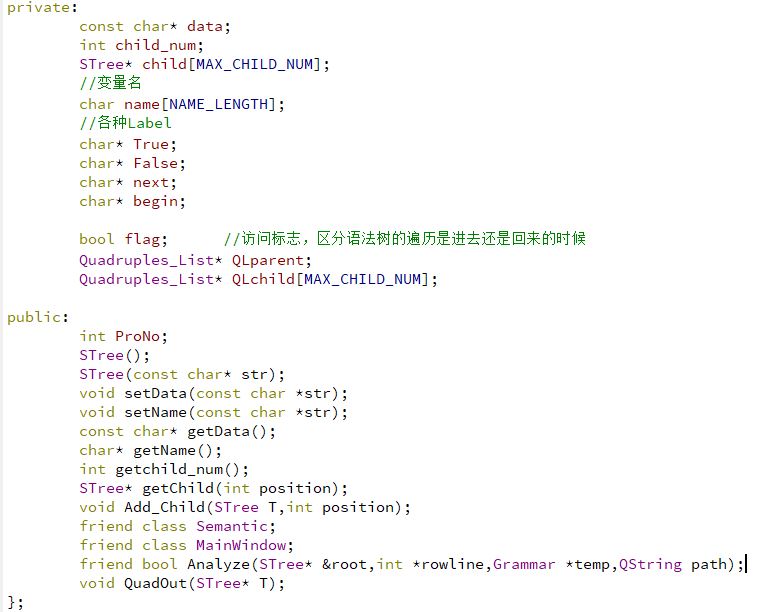 private:
const char* data;
int child_num;
STree* child[MAX_CHILD_NUM];
//变量名
char name[NAME_LENGTH];
//各种Label
char* True;
char* False;
char* next;
char* begin;
bool flag; //访问标志，区分语法树的遍历是进去还是回来的时候
Quadruples_List* QLparent;
Quadruples_List* QLchild[MAX_CHILD_NUM];
public:
int ProNo;
STree();
STree(const char* str);
void setData(const char *str);
void setName(const char *str);
const char* getData();
char* getName();
int getchild_num();
STree* getChild(int position);
void Add_Child(STree T,int position);
friend class Semantic;
friend class MainWindow;
friend bool Analyze(STree* &root,int *rowline,Grammar *temp,QString path);
void QuadOut(STree* T);
};